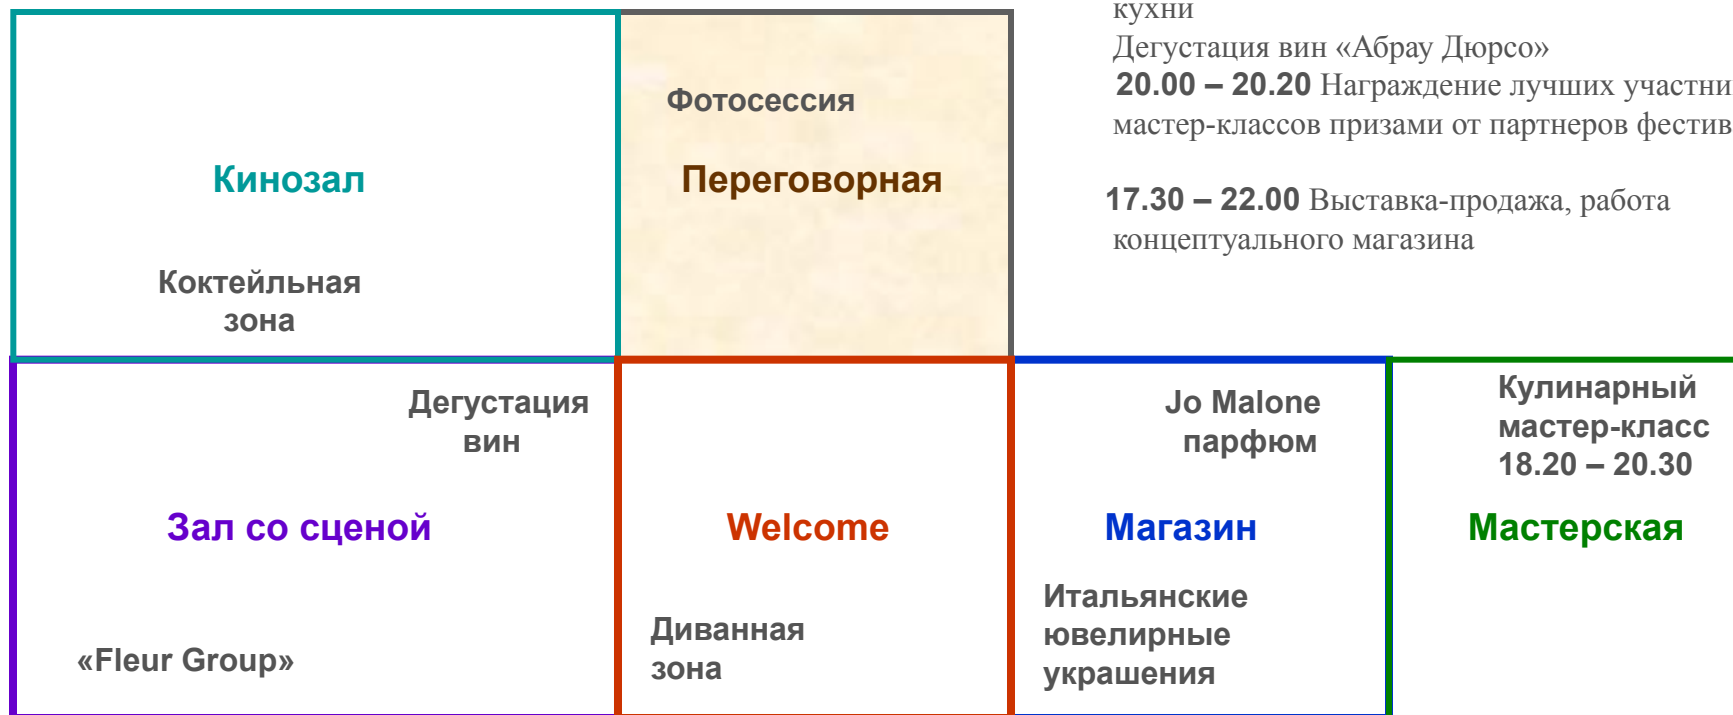 кухни
Дегустация вин «Абрау Дюрсо»
20.00 – 20.20 Награждение лучших
мастер-классов призами от партнеров
17.30 – 22.00 Выставка-продажа, работа
концептуального магазина
Фотосессия
Кинозал
Переговорная
Коктейльная
зона
Дегустация
вин
Зал со сценой
«Fleur Group»
Welcome
Диванная
зона
Jo Malone
парфюм
Магазин
Итальянские
ювелирные
украшения
Кулинарный
мастер-класс
18.20 – 20.30
Мастерская